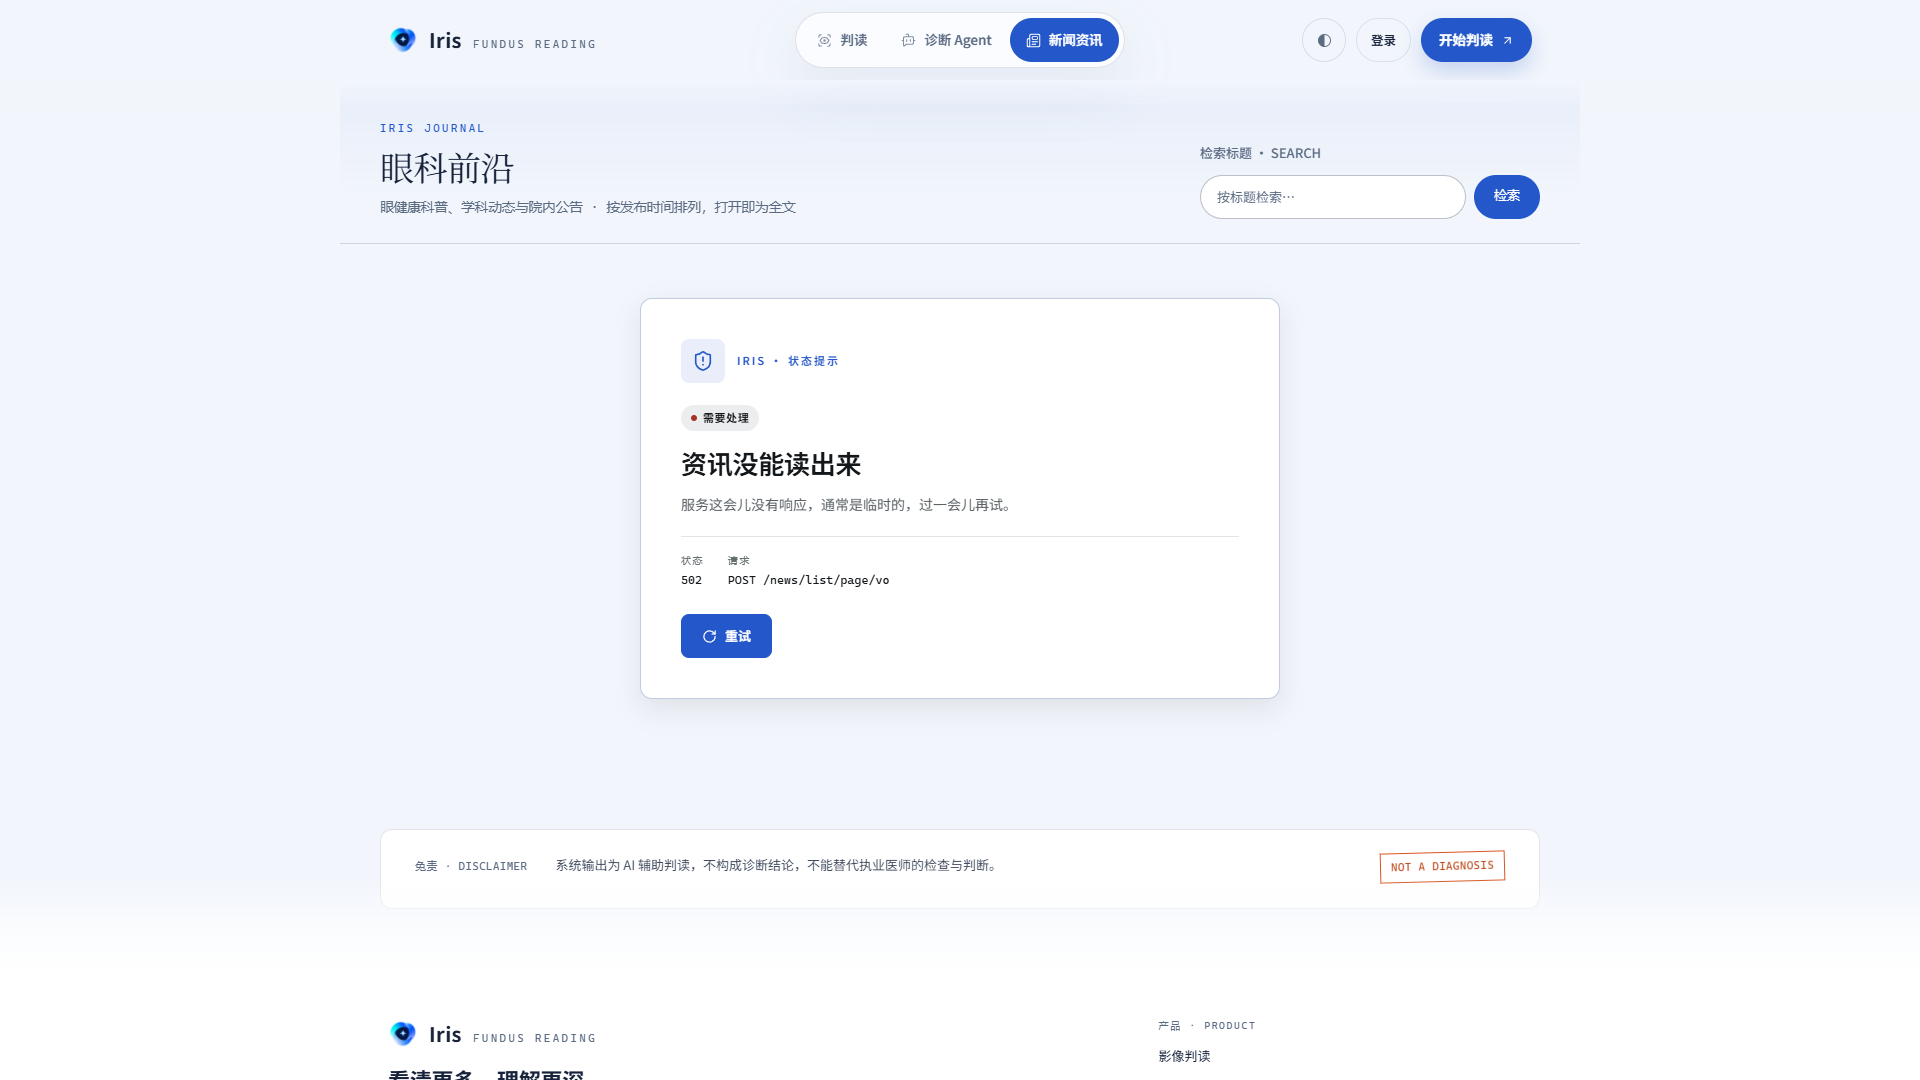 Iris FUNDUS READING
判读
诊断 Agent
新闻资讯
登录
开始判读
IRIS JOURNAL
眼科前沿
眼健康科普、学科动态与院内公告 · 按发布时间排列，打开即为全文
检索标题 · SEARCH
按标题检索…
检索
IRIS · 状态提示
需要处理
资讯没能读出来
服务这会儿没有响应，通常是临时的，过一会儿再试。
状态 请求
502 POST /news/list/page/vo
重试
免责 · DISCLAIMER 系统输出为 AI 辅助判读，不构成诊断结论，不能替代执业医师的检查与判断。
NOT A DIAGNOSIS
Iris FUNDUS READING
看清更多，理解更深
产品 · PRODUCT
影像判读